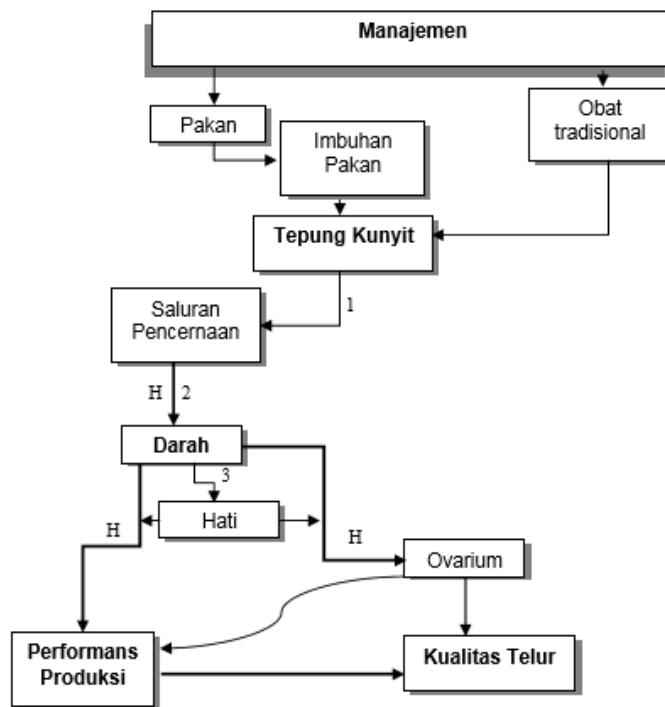 Manajemen
Pakan
Imbuhan
Pakan
Obat
tradisional
Tepung Kunyit
1
Saluran
Pencernaan
H 2
Darah
3
Hati
H
H
Ovarium
Performans
Produksi
Kualitas Telur